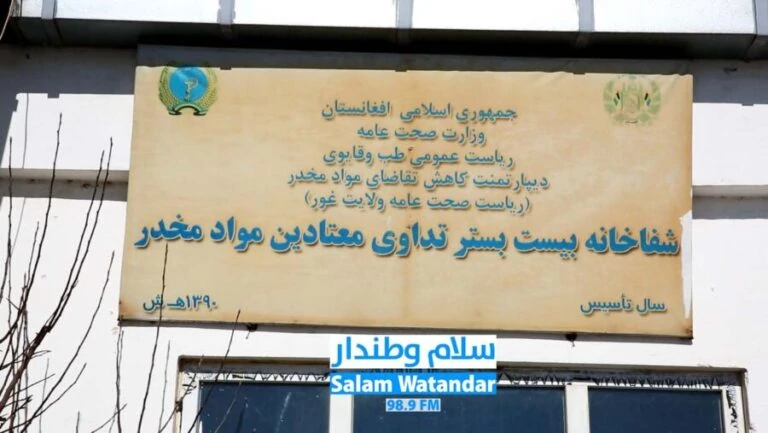 جمهوری اسلامی افغانستان
وزارت صحت عامه
ریاست عمومی طب وقایوی
دیپارتمنت کاهش تقاضای مواد مخدر
(ریاست صحت عامه ولایت غور)
شفاخانه بیست بستر تداوی معتادین مواد مخدر
سال تأسیس ۱۳۹۰هـ ش
سلام وطندار
Salam Watandar
98.9 FM